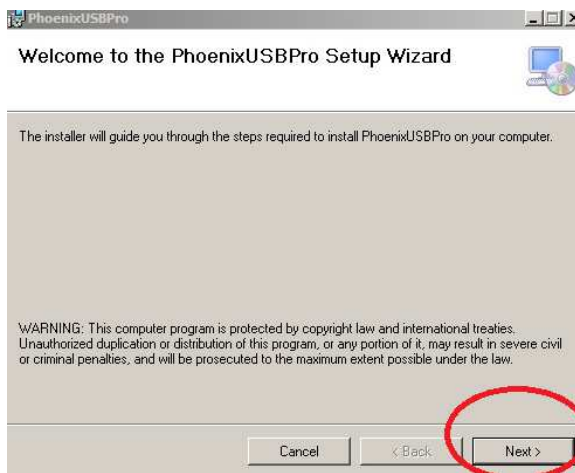 PhoenixUSBPro
Welcome to the PhoenixUSBPro Setup Wizard
The installer will guide you through the steps required to install PhoenixUSBPro on your computer.
WARNING: This computer program is protected by copyright law and international treaties.
Unauthorized duplication or distribution of this program, or any portion of it, may result in severe civil
or criminal penalties, and will be prosecuted to the maximum extent possible under the law.
Cancel < Back Next >